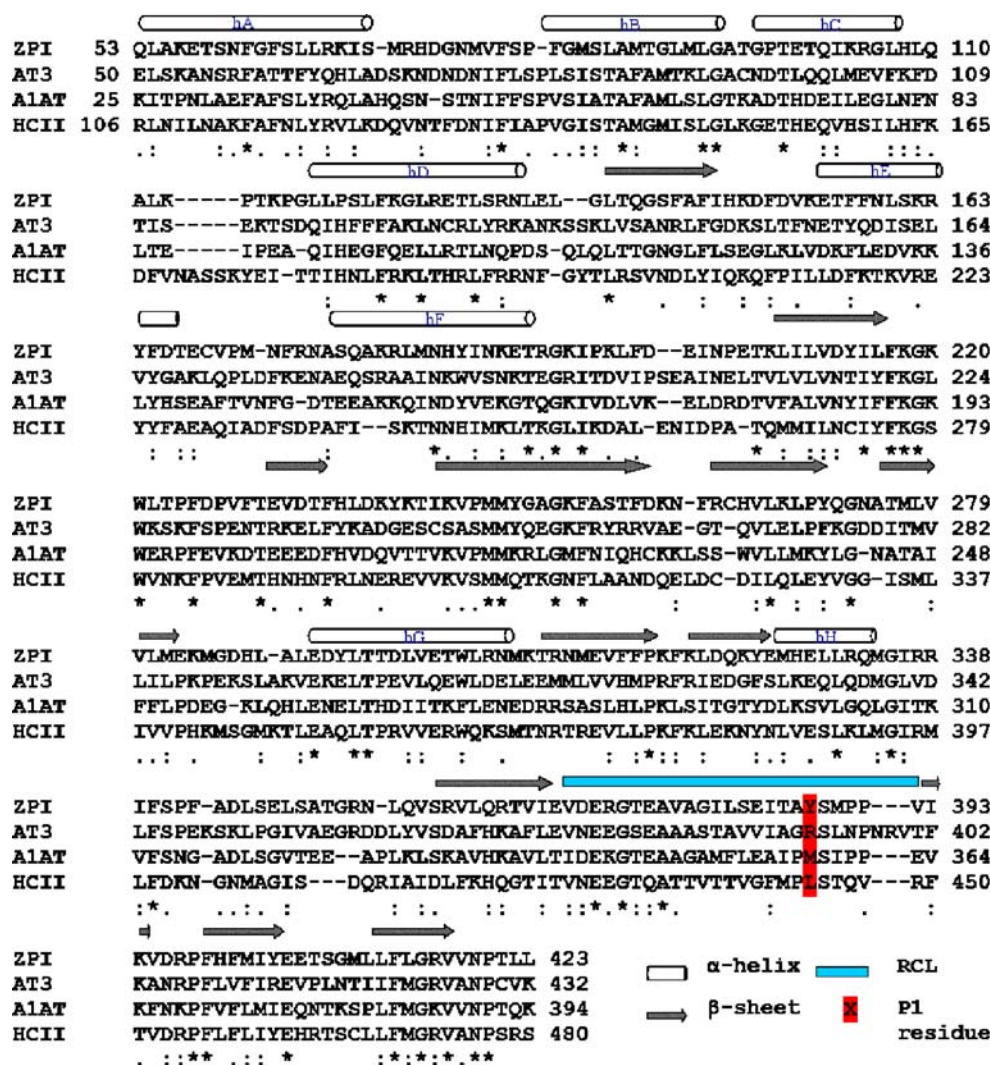 hA hB hC
ZPI 53 QLAKETSNFGFSLLRKIS-MRHDGNMVFSP-FGMSLAMTGLMLGATGPTETQIKRGLHLQ 110
AT3 50 ELSKANSRFATTFYQHLADSKNDNDNIFLSPLSISTAFAMTKLGACNDTLQQLMEVFKFD 109
A1AT 25 KITPNLAEFAFSLYRQLAHQSN-STNIFFSPVSIATAFAMLSLGTKADTHDEILEGLNFN 83
HCII 106 RLNILNAKFAFNLYRVLKDQVNTFDNIFIAPVGISTAMGMISLGLKGETHEQVHSILHFK 165
.: :.*. .: : : :* . ..:: .* : :** * :: ::.:
hD hE
ZPI ALK-----PTKPGLLPSLFKGLRETLSRNLEL--GLTQGSFAFIHKDFDVKETFFNLSKR 163
AT3 TIS-----EKTSDQIHFFFAKLNCRLYRKANKSSKLVSANRLFGDKSLTFNETYQDISEL 164
A1AT LTE-----IPEA-QIHEGFQELLRTLNQPDS-QLQLTTGNGLFLSEGLKLVDKFLEDVKK 136
HCII DFVNASSKYEI-TTIHNLFRKLTHRLFRRNF-GYTLRSVNDLYIQKQFPILLDFKTKVRE 223
: * * * : * . : : : : .
hF
ZPI YFDTECVPM-NFRNASQAKRLMNHYINKETRGKIPKLFD--EINPETKLILVDYILFKGK 220
AT3 VYGAKLQPLDFKENAEQSRAAINKWVSNKTEGRITDVIPSEAINELTVLVLVNTIYFKGL 224
A1AT LYHSEAFTVNFG-DTEEAKKQINDYVEKGTQGKIVDLVK--ELDRDTVFALVNYIFFKGK 193
HCII YYFAEAQIADFSDPAFI--SKTNNHIMKLTKGLIKDAL-ENIDPA-TQMMILNCIYFKGS 279
: :: : *. : * * * . . * :: * ***
ZPI WLTPFDPVFTEVDTFHLDKYKTIKVPMMYGAGKFASTFDKN-FRCHVLKLPYQGNATMLV 279
AT3 WKSKFSPENTRKELFYKADGESCSASMMYQEGKFRYRRVAE-GT-QVLELPFKGDDITMV 282
A1AT WERPFEVKDTEEEDFHVDQVTTVKVPMMKRLGMFNIQHCKKLSS-WVLLMKYLG-NATAI 248
HCII WVNKFPVEMTHNHNFRLNEREVVKVSMMQTKGNFLAANDQELDC-DILQLEYVGG-ISML 337
* * *. * . ...** * * : :* : : * :
hG hH
ZPI VLMEKMGDHL-ALEDYLTTDLVETWLRNMKTRNMEVFFPKFKLDQKYEMHELLRQMGIRR 338
AT3 LILPKPEKSLAKVEKELTPEVLQEWLDELEEMMLVVHMPRFRIEDGFSLKEQLQDMGLVD 342
A1AT FFLPDEG-KLQHLENELTHDIITKFLENEDRRSASLHLPKLSITGTYDLKSVLGQLGITK 310
HCII IVVPHKMSGMKTLEAQLTPRVVERWQKSMTNRTREVLLPKFKLEKNYNLVESLKLMGIRM 397
..: . : :* ** :: : . : :*:: : :.: . * :*:
ZPI IFSPF-ADLSELSATGRN-LQVSRVLQRTVIEVDERGTEAVAGILSEITAYSMPP---VI 393
AT3 LFSPEKSKLPGIVAEGRDDLYVSDAFHKAFLEVNEEGSEAAASTAVVIAGRSLNPNRVTF 402
A1AT VFSNG-ADLSGVTEE--APLKLSKAVHKAVLTIDEKGTEAAGAMFLEAIPMSIPP---EV 364
HCII LFDKN-GNMAGIS---DQRIAIDLFKHQGTITVNEEGTQATTVTTVGFMPLSTQV---RF 450
:*. ..:. : : :. :: : ::*.*::* : * . :
ZPI KVDRPFHFMIYEETSGMLLFLGRVVNPTLL 423
AT3 KANRPFLVFIREVPLNTIIFMGRVANPCVK 432
A1AT KFNKPFVFLMIEQNTKSPLFMGKVVNPTQK 394
HCII TVDRPFLFLIYEHRTSCLLFMGRVANPSRS 480
. ::** .:: * :*:*:*.**
α-helix RCL
β-sheet X P1
residue